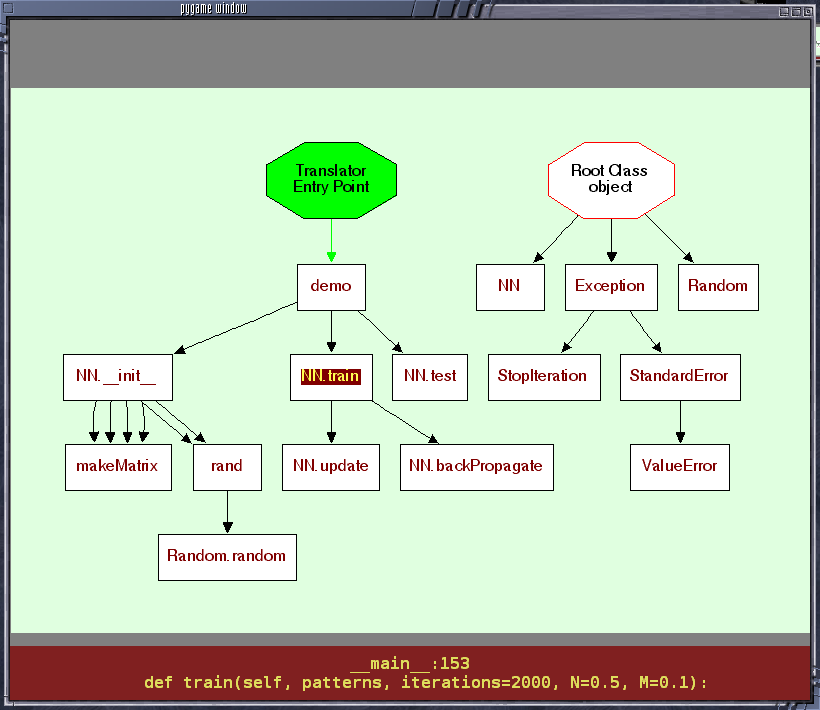 pygame window
Translator
Entry Point
Root Class
object
demo
NN
Exception
Random
NN.__init__
NN.train
NN.test
StopIteration
StandardError
makeMatrix
rand
NN.update
NN.backPropagate
ValueError
Random.random
__main__:153
def train(self, patterns, iterations=2000, N=0.5, M=0.1):